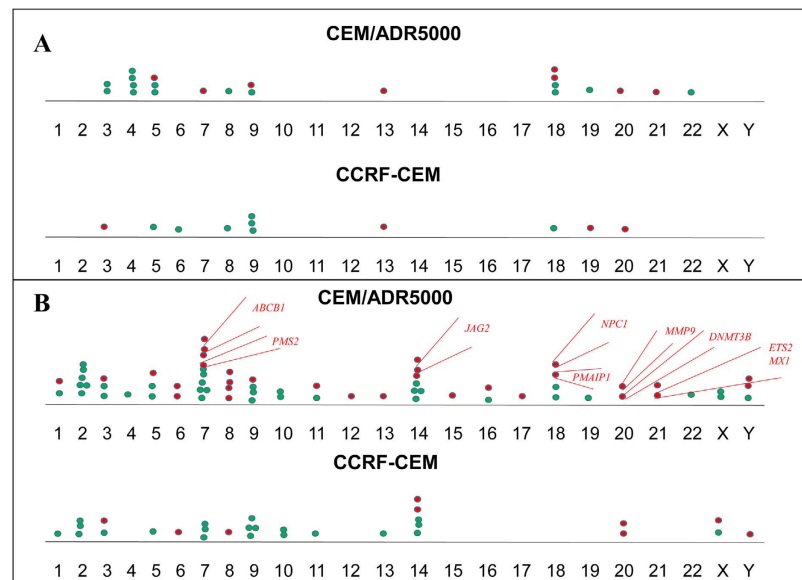 A
CEM/ADR5000
1 2 3 4 5 6 7 8 9 10 11 12 13 14 15 16 17 18 19 20 21 22 X Y
CCRF-CEM
1 2 3 4 5 6 7 8 9 10 11 12 13 14 15 16 17 18 19 20 21 22 X Y
B
CEM/ADR5000
ABCB1
PMS2
JAG2
NPC1
PMAIP1
MMP9
DNMT3B
ETS2
MX1
1 2 3 4 5 6 7 8 9 10 11 12 13 14 15 16 17 18 19 20 21 22 X Y
CCRF-CEM
1 2 3 4 5 6 7 8 9 10 11 12 13 14 15 16 17 18 19 20 21 22 X Y